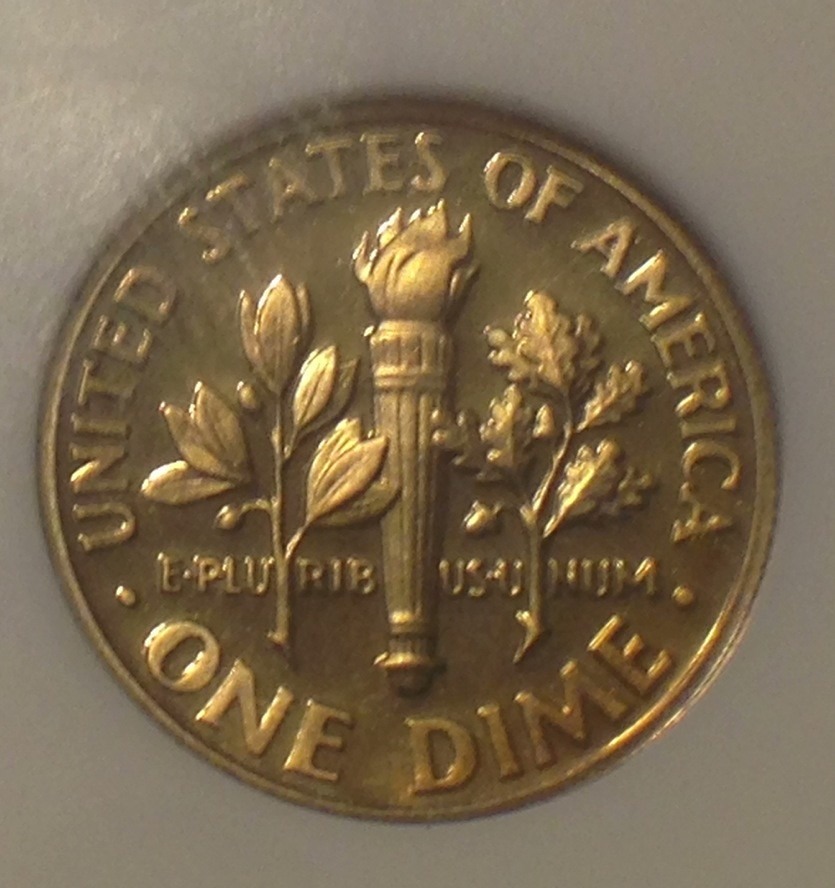 UNITED STATES OF AMERICA
E·PLURIBUS·UNUM
· ONE DIME ·